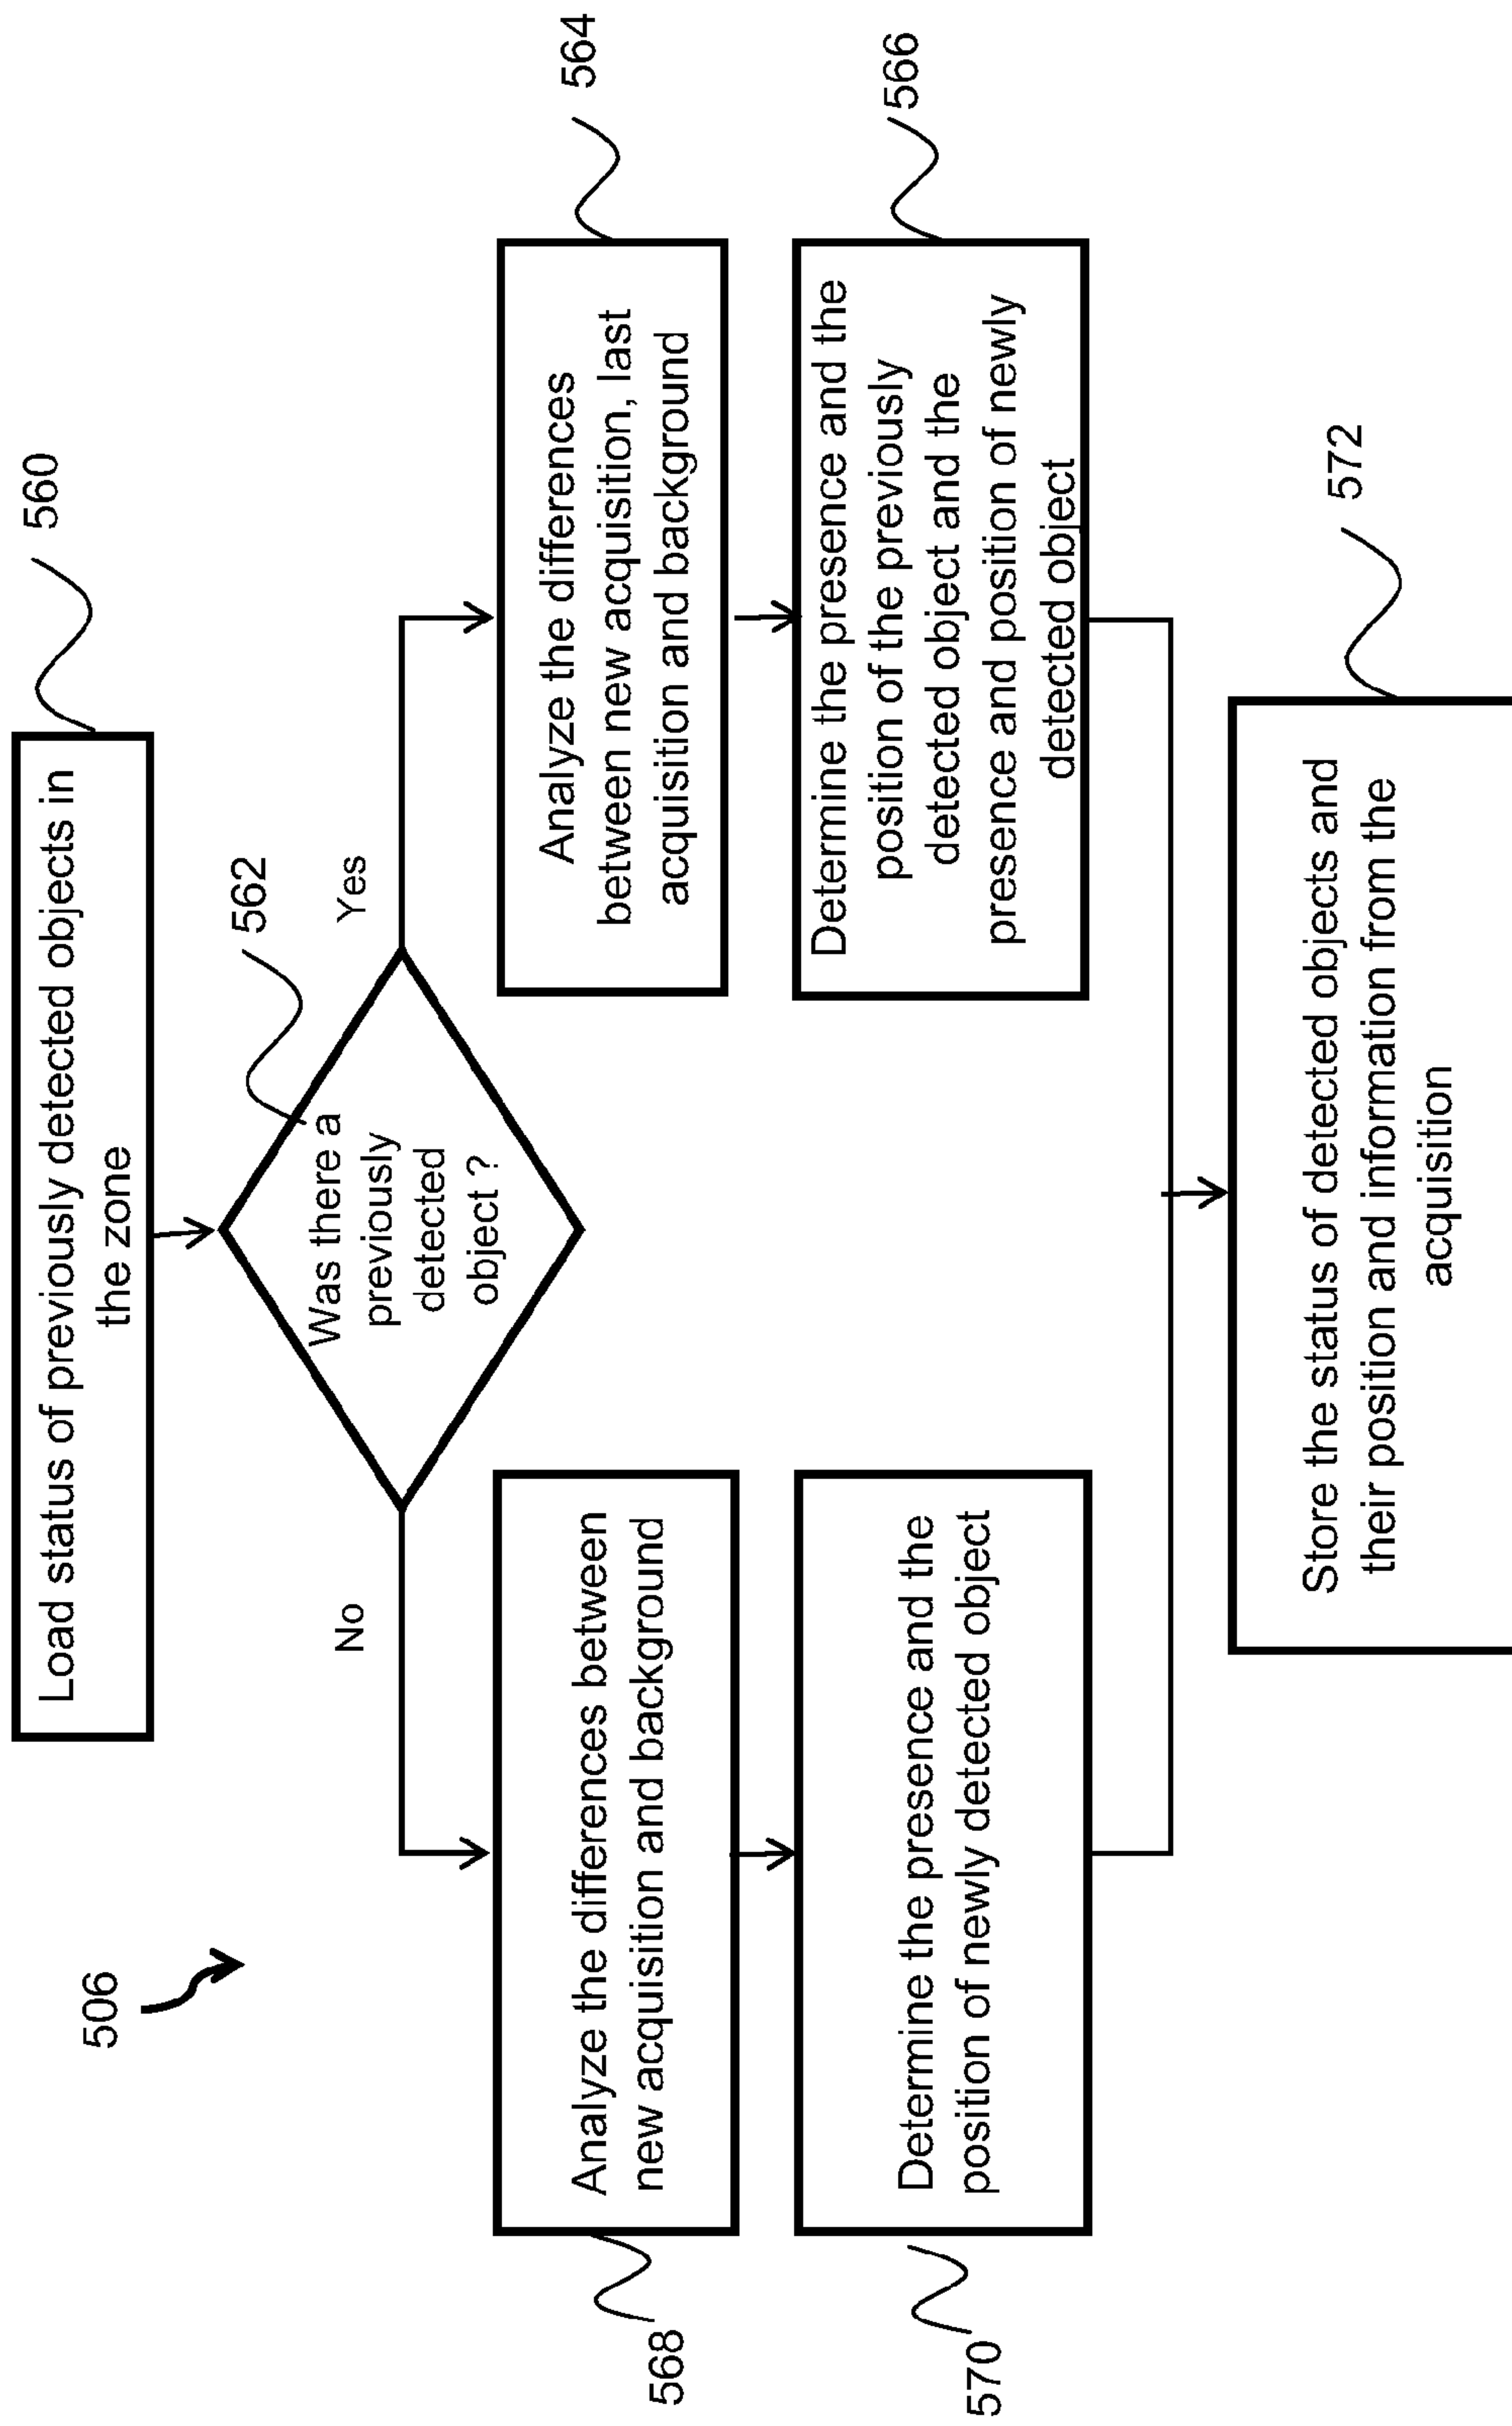 560
Load status of previously detected objects in
the zone
506
562
Was there a
previously
detected
object ?
No
Yes
568
Analyze the differences between
new acquisition and background
564
Analyze the differences
between new acquisition, last
acquisition and background
570
Determine the presence and the
position of newly detected object
566
Determine the presence and the
position of the previously
detected object and the
presence and position of newly
detected object
572
Store the status of detected objects and
their position and information from the
acquisition